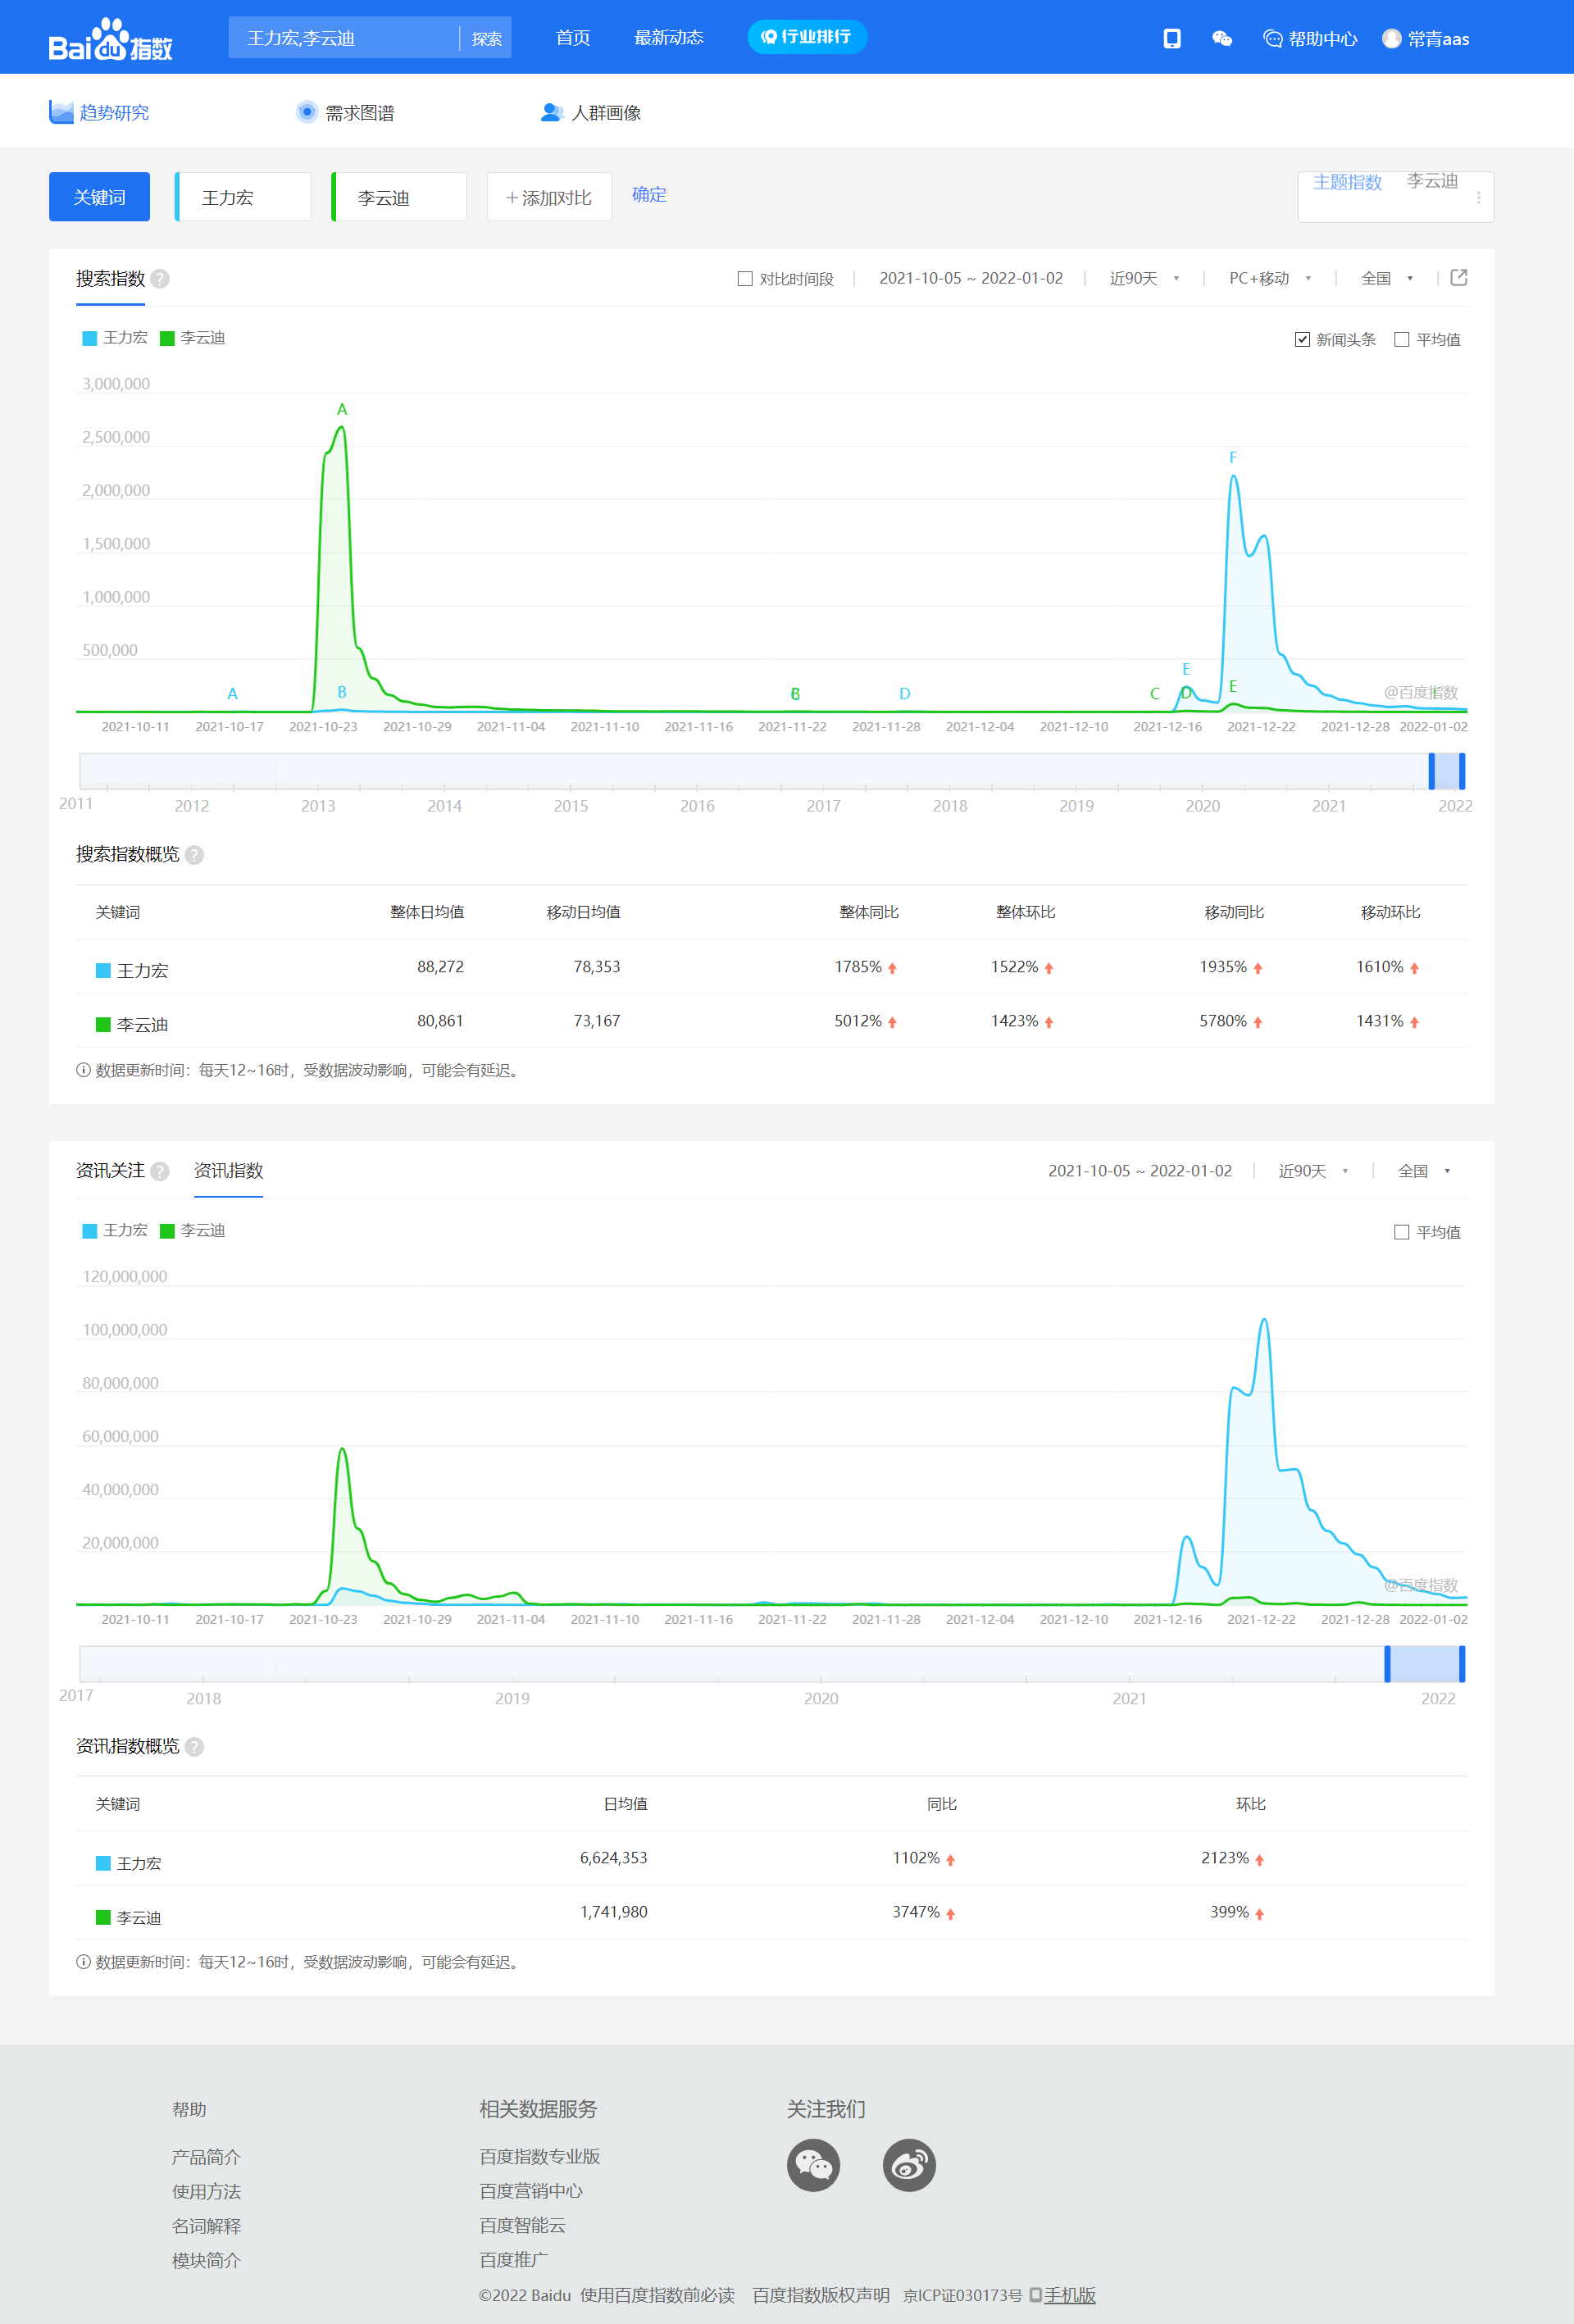 Baidu指数 王力宏,李云迪 探索 首页 最新动态 行业排行 帮助中心 常青aas
趋势研究 需求图谱 人群画像
关键词 王力宏 李云迪 +添加对比 确定 主题指数 李云迪
搜索指数 ? 对比时间段 2021-10-05 ~ 2022-01-02 近90天 PC+移动 全国
王力宏 李云迪 新闻头条 平均值
3,000,000
A
2,500,000
F
2,000,000
1,500,000
1,000,000
500,000
E
A B B D C D E @百度指数
2021-10-11 2021-10-17 2021-10-23 2021-10-29 2021-11-04 2021-11-10 2021-11-16 2021-11-22 2021-11-28 2021-12-04 2021-12-10 2021-12-16 2021-12-22 2021-12-28 2022-01-02
2011 2012 2013 2014 2015 2016 2017 2018 2019 2020 2021 2022
搜索指数概览 ?
关键词 整体日均值 移动日均值 整体同比 整体环比 移动同比 移动环比
王力宏 88,272 78,353 1785% 1522% 1935% 1610%
李云迪 80,861 73,167 5012% 1423% 5780% 1431%
数据更新时间：每天12~16时，受数据波动影响，可能会有延迟。
资讯关注 ? 资讯指数 2021-10-05 ~ 2022-01-02 近90天 全国
王力宏 李云迪 平均值
120,000,000
100,000,000
80,000,000
60,000,000
40,000,000
20,000,000
@百度指数
2021-10-11 2021-10-17 2021-10-23 2021-10-29 2021-11-04 2021-11-10 2021-11-16 2021-11-22 2021-11-28 2021-12-04 2021-12-10 2021-12-16 2021-12-22 2021-12-28 2022-01-02
2017 2018 2019 2020 2021 2022
资讯指数概览 ?
关键词 日均值 同比 环比
王力宏 6,624,353 1102% 2123%
李云迪 1,741,980 3747% 399%
数据更新时间：每天12~16时，受数据波动影响，可能会有延迟。
帮助 相关数据服务 关注我们
产品简介 百度指数专业版
使用方法 百度营销中心
名词解释 百度智能云
模块简介 百度推广
©2022 Baidu 使用百度指数前必读 百度指数版权声明 京ICP证030173号 手机版